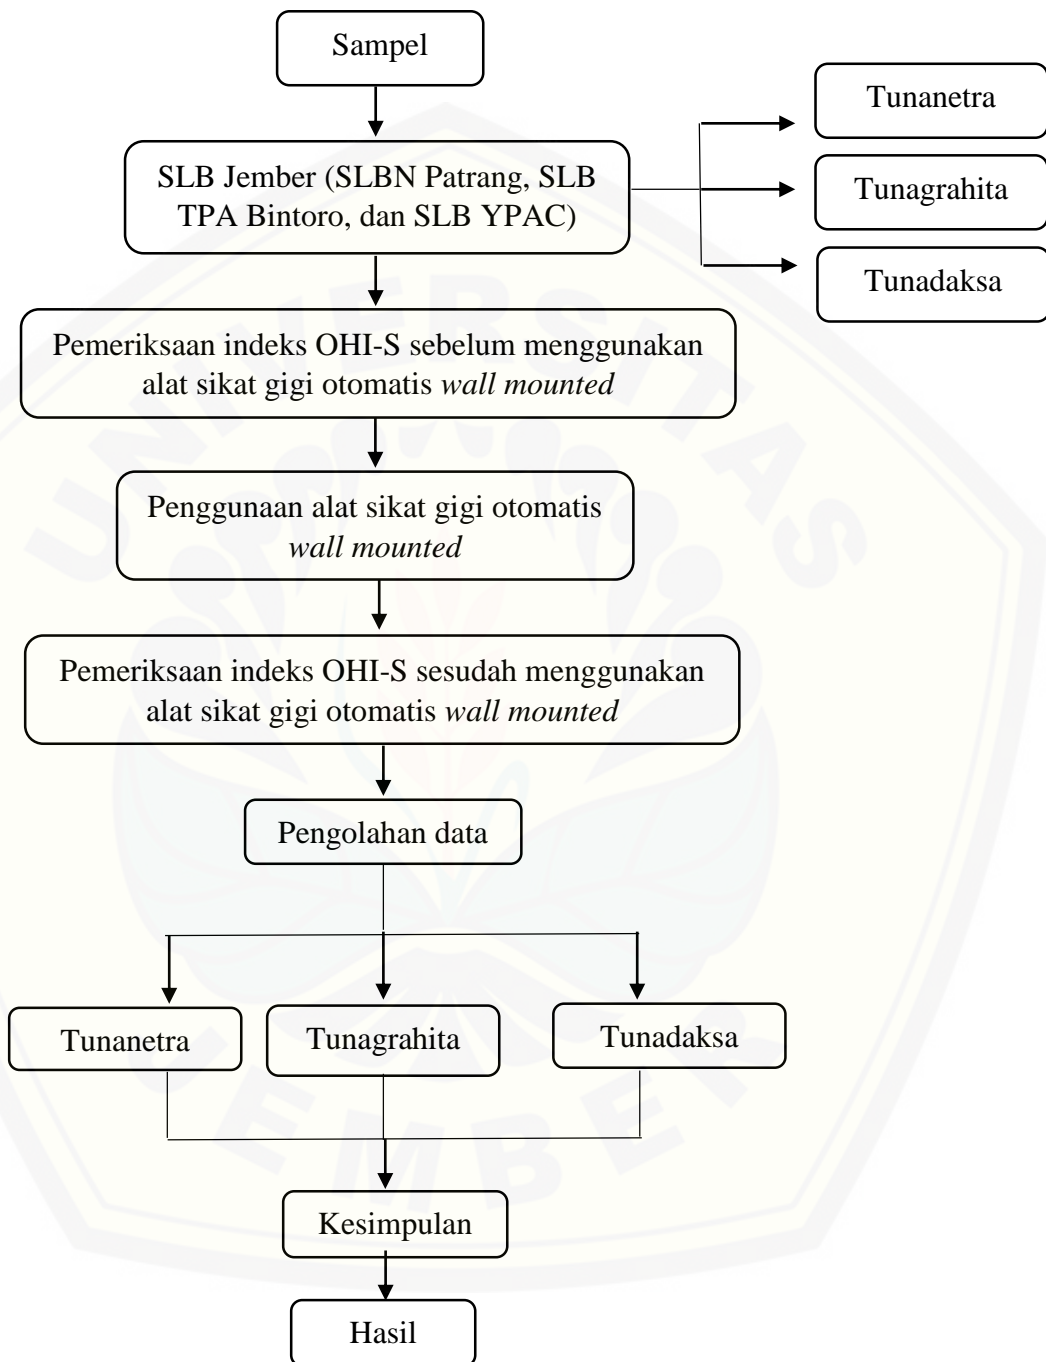 Sampel
SLB Jember (SLBN Patrang, SLB
TPA Bintoro, dan SLB YPAC)
Tunanetra
Tunagrahita
Tunadaksa
Pemeriksaan indeks OHI-S sebelum menggunakan
alat sikat gigi otomatis wall mounted
Penggunaan alat sikat gigi otomatis
wall mounted
Pemeriksaan indeks OHI-S sesudah menggunakan
alat sikat gigi otomatis wall mounted
Pengolahan data
Tunanetra
Tunagrahita
Tunadaksa
Kesimpulan
Hasil
UNIVERSITAS
JEMBER